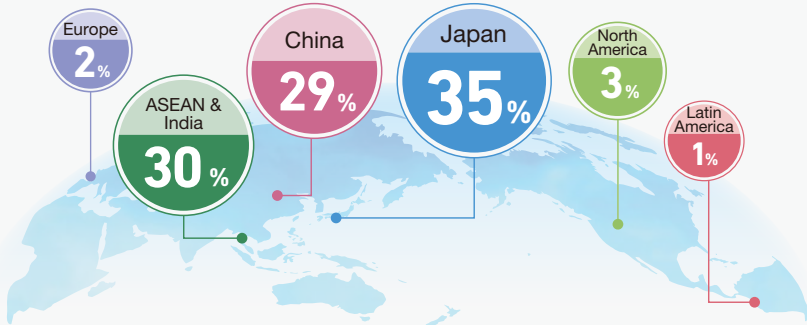 Europe
2%
ASEAN &
India
30%
China
29%
Japan
35%
North
America
3%
Latin
America
1%